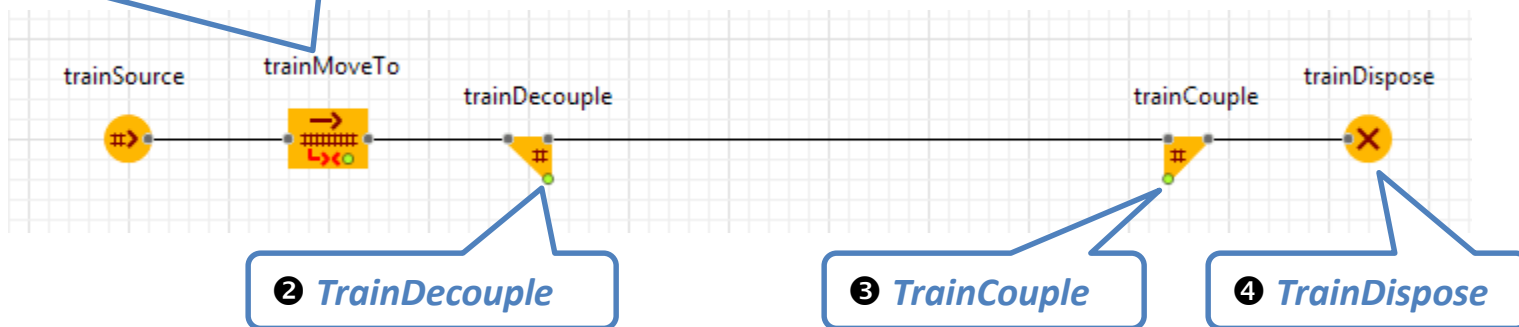 trainSource
trainMoveTo
trainDecouple
trainCouple
trainDispose
❷ TrainDecouple
❸ TrainCouple
❹ TrainDispose